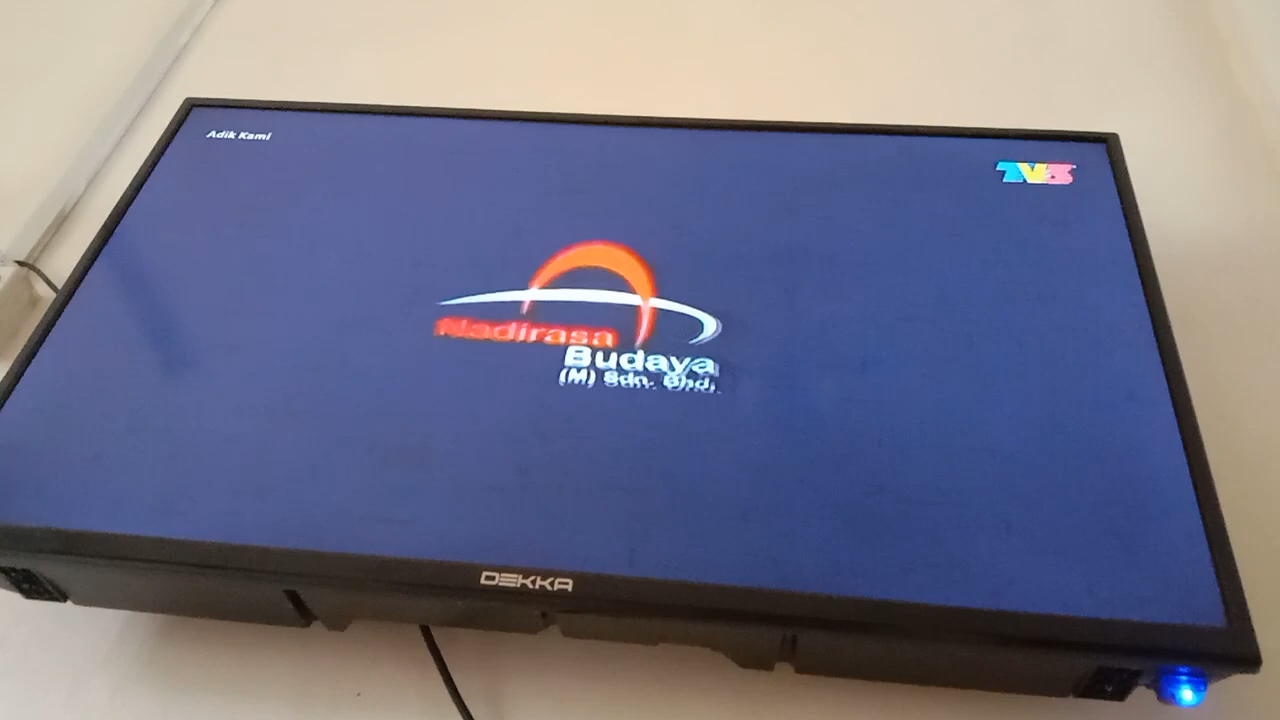 Adik Kami
TV3
Nadirasa
Budaya
(M) Sdn. Bhd.
DEKKA